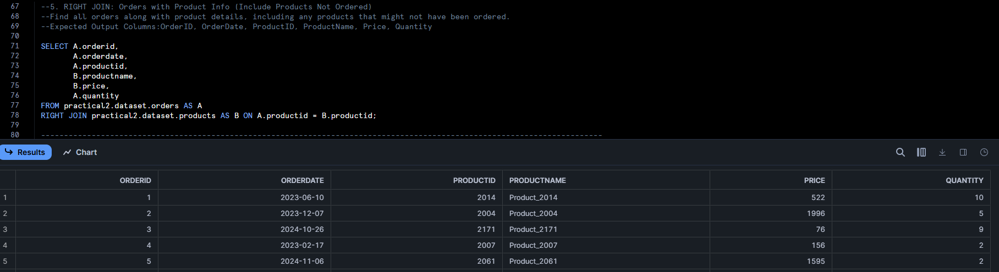 67 --5. RIGHT JOIN: Orders with Product Info (Include Products Not Ordered)
68 --Find all orders along with product details, including any products that might not have been ordered.
69 --Expected Output Columns:OrderID, OrderDate, ProductID, ProductName, Price, Quantity
70
71 SELECT A.orderid,
72 A.orderdate,
73 A.productid,
74 B.productname,
75 B.price,
76 A.quantity
77 FROM practical2.dataset.orders AS A
78 RIGHT JOIN practical2.dataset.products AS B ON A.productid = B.productid;
79
80 --------------------------------------------------------------------------------------------------------------------------
Results Chart
ORDERID ORDERDATE PRODUCTID PRODUCTNAME PRICE QUANTITY
1 1 2023-06-10 2014 Product_2014 522 10
2 2 2023-12-07 2004 Product_2004 1996 5
3 3 2024-10-26 2171 Product_2171 76 9
4 4 2023-02-17 2007 Product_2007 156 2
5 5 2024-11-06 2061 Product_2061 1595 2